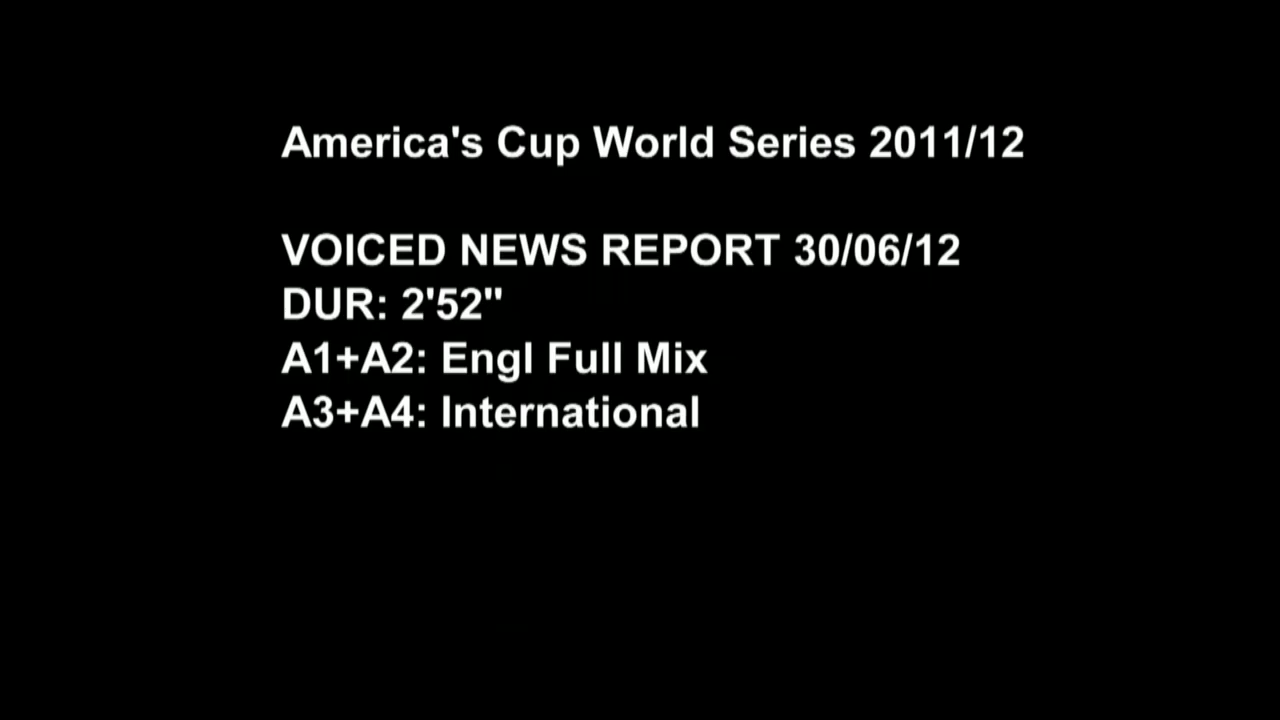 America's Cup World Series 2011/12
VOICED NEWS REPORT 30/06/12
DUR: 2'52"
A1+A2: Engl Full Mix
A3+A4: International